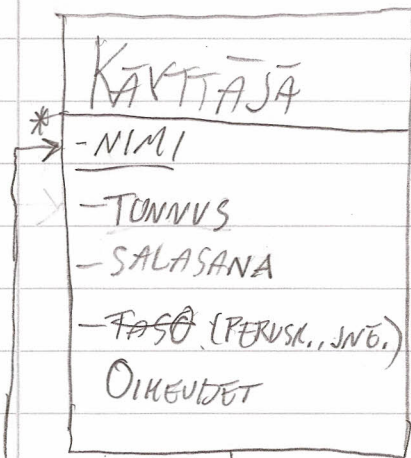 KÄYTTÄJÄ
*
-NIMI
-TUNNUS
-SALASANA
-TASO (PERUSK., JNE.)
OIKEUDET